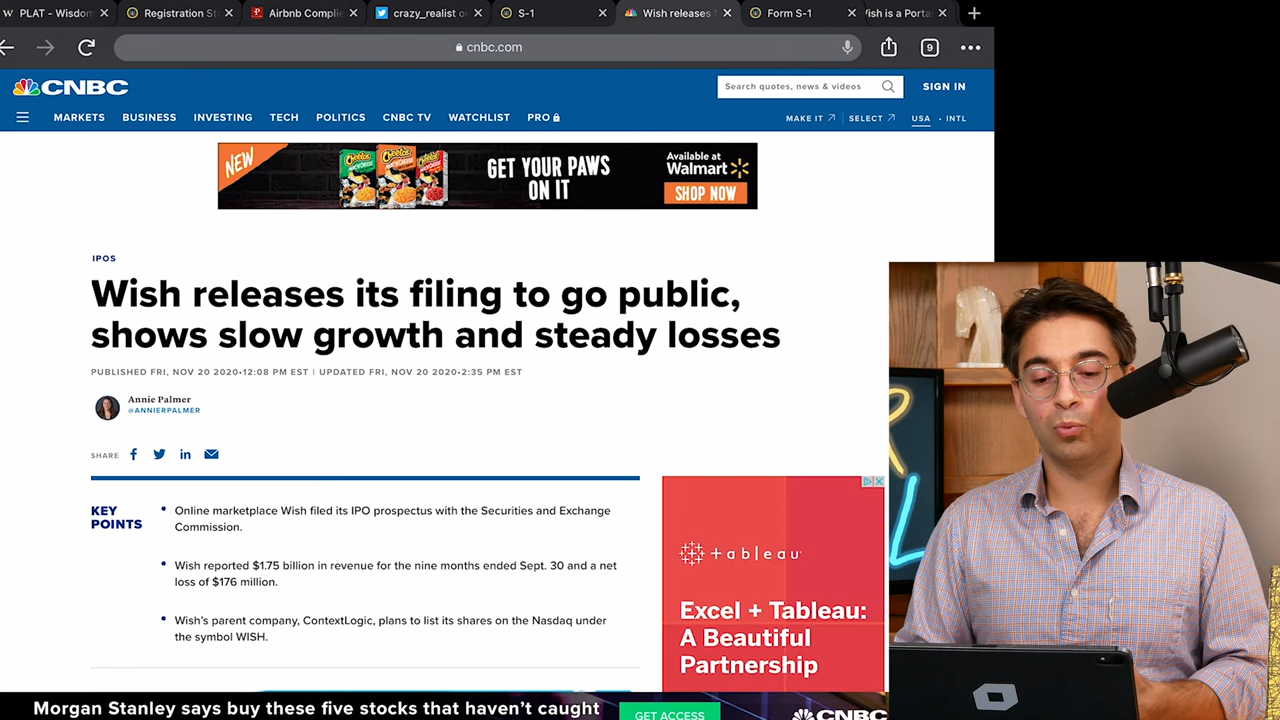 PLAT - Wisdom
Registration St
Airbnb Complie
crazy_realist on
S-1
Wish releases
Form S-1
Wish is a Porta
cnbc.com
9
CNBC
Search quotes, news & videos
SIGN IN
MARKETS BUSINESS INVESTING TECH POLITICS CNBC TV WATCHLIST PRO
MAKE IT SELECT USA • INTL
NEW
Cheetos
Cheetos
Cheetos
GET YOUR PAWS
ON IT
Available at
Walmart
SHOP NOW
IPOS
Wish releases its filing to go public,
shows slow growth and steady losses
PUBLISHED FRI, NOV 20 2020•12:08 PM EST | UPDATED FRI, NOV 20 2020•2:35 PM EST
Annie Palmer
@ANNIERPALMER
SHARE
KEY
POINTS
• Online marketplace Wish filed its IPO prospectus with the Securities and Exchange
Commission.
• Wish reported $1.75 billion in revenue for the nine months ended Sept. 30 and a net
loss of $176 million.
• Wish's parent company, ContextLogic, plans to list its shares on the Nasdaq under
the symbol WISH.
+ableau
Excel + Tableau:
A Beautiful
Partnership
R
L
Morgan Stanley says buy these five stocks that haven't caught
GET ACCESS
CNBC